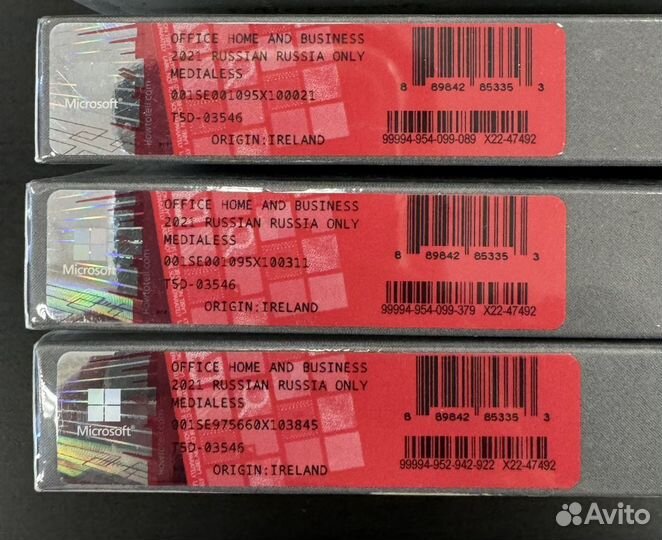 Microsoft
howtotell.com
OFFICE HOME AND BUSINESS
2021 RUSSIAN RUSSIA ONLY
MEDIALESS
001SE001095X100021
T5D-03546
ORIGIN:IRELAND
8 89842 85335 3
99994-954-099-089 X22-47492
Microsoft
howtotell.com
OFFICE HOME AND BUSINESS
2021 RUSSIAN RUSSIA ONLY
MEDIALESS
001SE001095X100311
T5D-03546
ORIGIN:IRELAND
8 89842 85335 3
99994-954-099-379 X22-47492
Microsoft
OFFICE HOME AND BUSINESS
2021 RUSSIAN RUSSIA ONLY
MEDIALESS
001SE975660X103845
T5D-03546
ORIGIN:IRELAND
8 89842 85335 3
99994-952-942-922 X22-47492
Avito